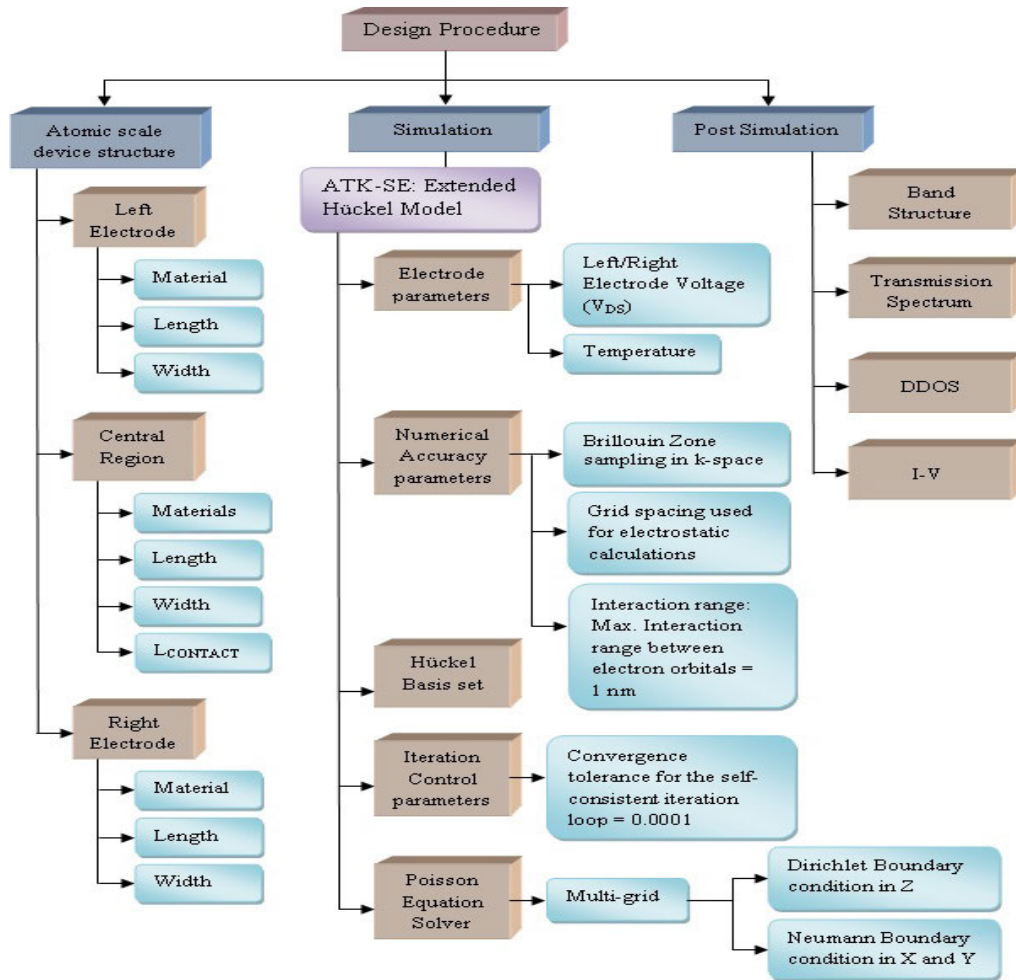 Design Procedure
Atomic scale
device structure
Left
Electrode
Material
Length
Width
Central
Region
Materials
Length
Width
LCONTACT
Right
Electrode
Material
Length
Width
Simulation
ATK-SE: Extended
Hückel Model
Electrode
parameters
Left/Right
Electrode Voltage
(VDS)
Temperature
Numerical
Accuracy
parameters
Brillouin Zone
sampling in k-space
Grid spacing used
for electrostatic
calculations
Interaction range:
Max. Interaction
range between
electron orbitals =
1 nm
Hückel
Basis set
Iteration
Control
parameters
Convergence
tolerance for the self-
consistent iteration
loop = 0.0001
Poisson
Equation
Solver
Multi-grid
Dirichlet Boundary
condition in Z
Neumann Boundary
condition in X and Y
Post Simulation
Band
Structure
Transmission
Spectrum
DDOS
I-V